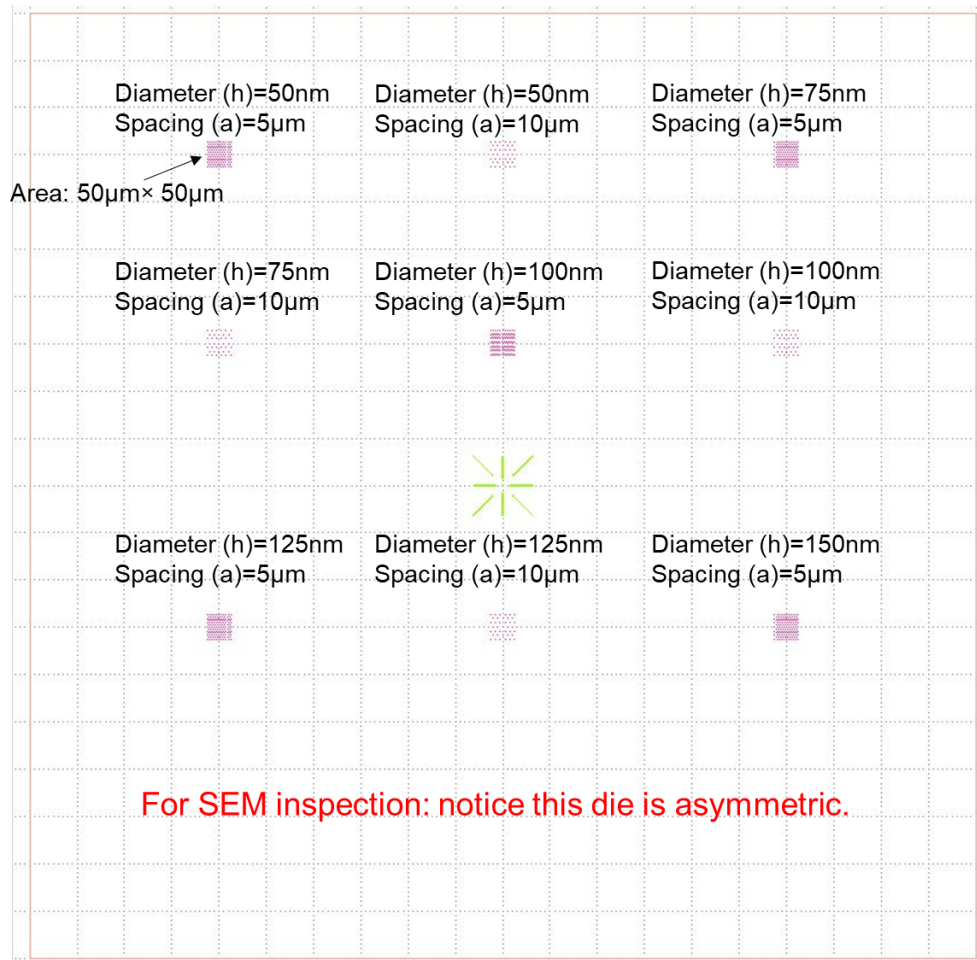 Diameter (h)=50nm
Spacing (a)=5µm
Diameter (h)=50nm
Spacing (a)=10µm
Diameter (h)=75nm
Spacing (a)=5µm
Area: 50µm× 50µm
Diameter (h)=75nm
Spacing (a)=10µm
Diameter (h)=100nm
Spacing (a)=5µm
Diameter (h)=100nm
Spacing (a)=10µm
Diameter (h)=125nm
Spacing (a)=5µm
Diameter (h)=125nm
Spacing (a)=10µm
Diameter (h)=150nm
Spacing (a)=5µm
For SEM inspection: notice this die is asymmetric.